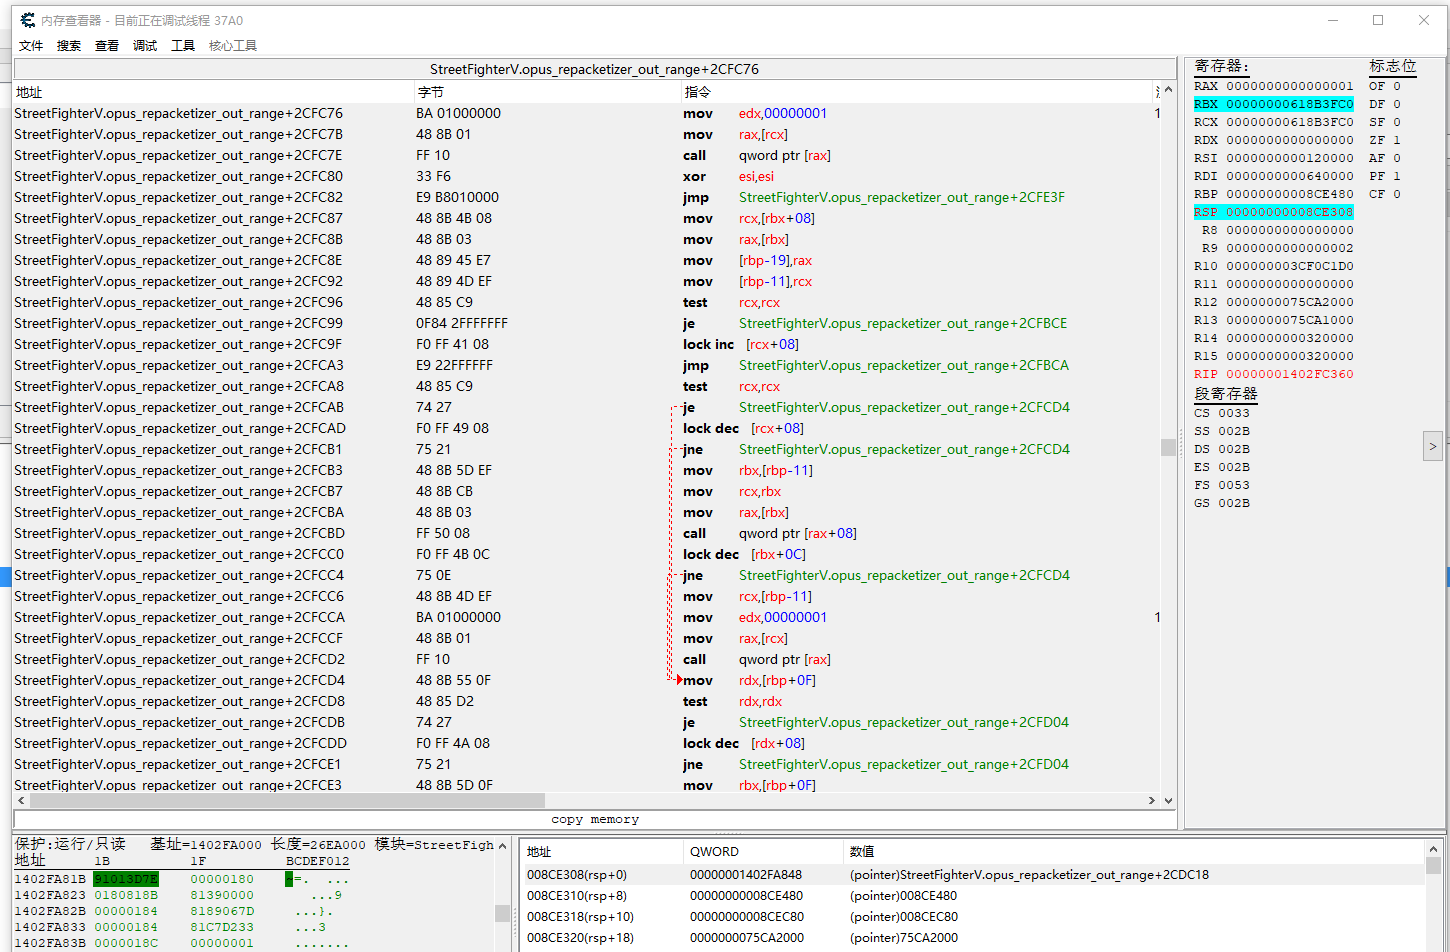 内存查看器 - 目前正在调试线程 37A0
文件 搜索 查看 调试 工具 核心工具
StreetFighterV.opus_repacketizer_out_range+2CFC76
地址 字节 指令
StreetFighterV.opus_repacketizer_out_range+2CFC76 BA 01000000 mov edx,00000001 1
StreetFighterV.opus_repacketizer_out_range+2CFC7B 48 8B 01 mov rax,[rcx]
StreetFighterV.opus_repacketizer_out_range+2CFC7E FF 10 call qword ptr [rax]
StreetFighterV.opus_repacketizer_out_range+2CFC80 33 F6 xor esi,esi
StreetFighterV.opus_repacketizer_out_range+2CFC82 E9 B8010000 jmp StreetFighterV.opus_repacketizer_out_range+2CFE3F
StreetFighterV.opus_repacketizer_out_range+2CFC87 48 8B 4B 08 mov rcx,[rbx+08]
StreetFighterV.opus_repacketizer_out_range+2CFC8B 48 8B 03 mov rax,[rbx]
StreetFighterV.opus_repacketizer_out_range+2CFC8E 48 89 45 E7 mov [rbp-19],rax
StreetFighterV.opus_repacketizer_out_range+2CFC92 48 89 4D EF mov [rbp-11],rcx
StreetFighterV.opus_repacketizer_out_range+2CFC96 48 85 C9 test rcx,rcx
StreetFighterV.opus_repacketizer_out_range+2CFC99 0F84 2FFFFFFF je StreetFighterV.opus_repacketizer_out_range+2CFBCE
StreetFighterV.opus_repacketizer_out_range+2CFC9F F0 FF 41 08 lock inc [rcx+08]
StreetFighterV.opus_repacketizer_out_range+2CFCA3 E9 22FFFFFF jmp StreetFighterV.opus_repacketizer_out_range+2CFBCA
StreetFighterV.opus_repacketizer_out_range+2CFCA8 48 85 C9 test rcx,rcx
StreetFighterV.opus_repacketizer_out_range+2CFCAB 74 27 je StreetFighterV.opus_repacketizer_out_range+2CFCD4
StreetFighterV.opus_repacketizer_out_range+2CFCAD F0 FF 49 08 lock dec [rcx+08]
StreetFighterV.opus_repacketizer_out_range+2CFCB1 75 21 jne StreetFighterV.opus_repacketizer_out_range+2CFCD4
StreetFighterV.opus_repacketizer_out_range+2CFCB3 48 8B 5D EF mov rbx,[rbp-11]
StreetFighterV.opus_repacketizer_out_range+2CFCB7 48 8B CB mov rcx,rbx
StreetFighterV.opus_repacketizer_out_range+2CFCBA 48 8B 03 mov rax,[rbx]
StreetFighterV.opus_repacketizer_out_range+2CFCBD FF 50 08 call qword ptr [rax+08]
StreetFighterV.opus_repacketizer_out_range+2CFCC0 F0 FF 4B 0C lock dec [rbx+0C]
StreetFighterV.opus_repacketizer_out_range+2CFCC4 75 0E jne StreetFighterV.opus_repacketizer_out_range+2CFCD4
StreetFighterV.opus_repacketizer_out_range+2CFCC6 48 8B 4D EF mov rcx,[rbp-11]
StreetFighterV.opus_repacketizer_out_range+2CFCCA BA 01000000 mov edx,00000001 1
StreetFighterV.opus_repacketizer_out_range+2CFCCF 48 8B 01 mov rax,[rcx]
StreetFighterV.opus_repacketizer_out_range+2CFCD2 FF 10 call qword ptr [rax]
StreetFighterV.opus_repacketizer_out_range+2CFCD4 48 8B 55 0F mov rdx,[rbp+0F]
StreetFighterV.opus_repacketizer_out_range+2CFCD8 48 85 D2 test rdx,rdx
StreetFighterV.opus_repacketizer_out_range+2CFCDB 74 27 je StreetFighterV.opus_repacketizer_out_range+2CFD04
StreetFighterV.opus_repacketizer_out_range+2CFCDD F0 FF 4A 08 lock dec [rdx+08]
StreetFighterV.opus_repacketizer_out_range+2CFCE1 75 21 jne StreetFighterV.opus_repacketizer_out_range+2CFD04
StreetFighterV.opus_repacketizer_out_range+2CFCE3 48 8B 5D 0F mov rbx,[rbp+0F]
copy memory
寄存器: 标志位
RAX 0000000000000001 OF 0
RBX 00000000618B3FC0 DF 0
RCX 00000000618B3FC0 SF 0
RDX 0000000000000000 ZF 1
RSI 0000000000120000 AF 0
RDI 0000000000640000 PF 1
RBP 00000000008CE480 CF 0
RSP 00000000008CE308
R8 0000000000000000
R9 0000000000000002
R10 000000003CF0C1D0
R11 0000000000000000
R12 0000000075CA2000
R13 0000000075CA1000
R14 0000000000320000
R15 0000000000320000
RIP 00000001402FC360
段寄存器
CS 0033
SS 002B
DS 002B
ES 002B
FS 0053
GS 002B
>
保护:运行/只读 基址=1402FA000 长度=26EA000 模块=StreetFigh
地址 1B 1F BCDEF012
1402FA81B 91013D7E 00000180 ~=. ...
1402FA823 0180818B 81390000 ...9
1402FA82B 00000184 8189067D ...}.
1402FA833 00000184 81C7D233 ...3
1402FA83B 0000018C 00000001 .......
地址 QWORD 数值
008CE308(rsp+0) 00000001402FA848 (pointer)StreetFighterV.opus_repacketizer_out_range+2CDC18
008CE310(rsp+8) 00000000008CE480 (pointer)008CE480
008CE318(rsp+10) 00000000008CEC80 (pointer)008CEC80
008CE320(rsp+18) 0000000075CA2000 (pointer)75CA2000